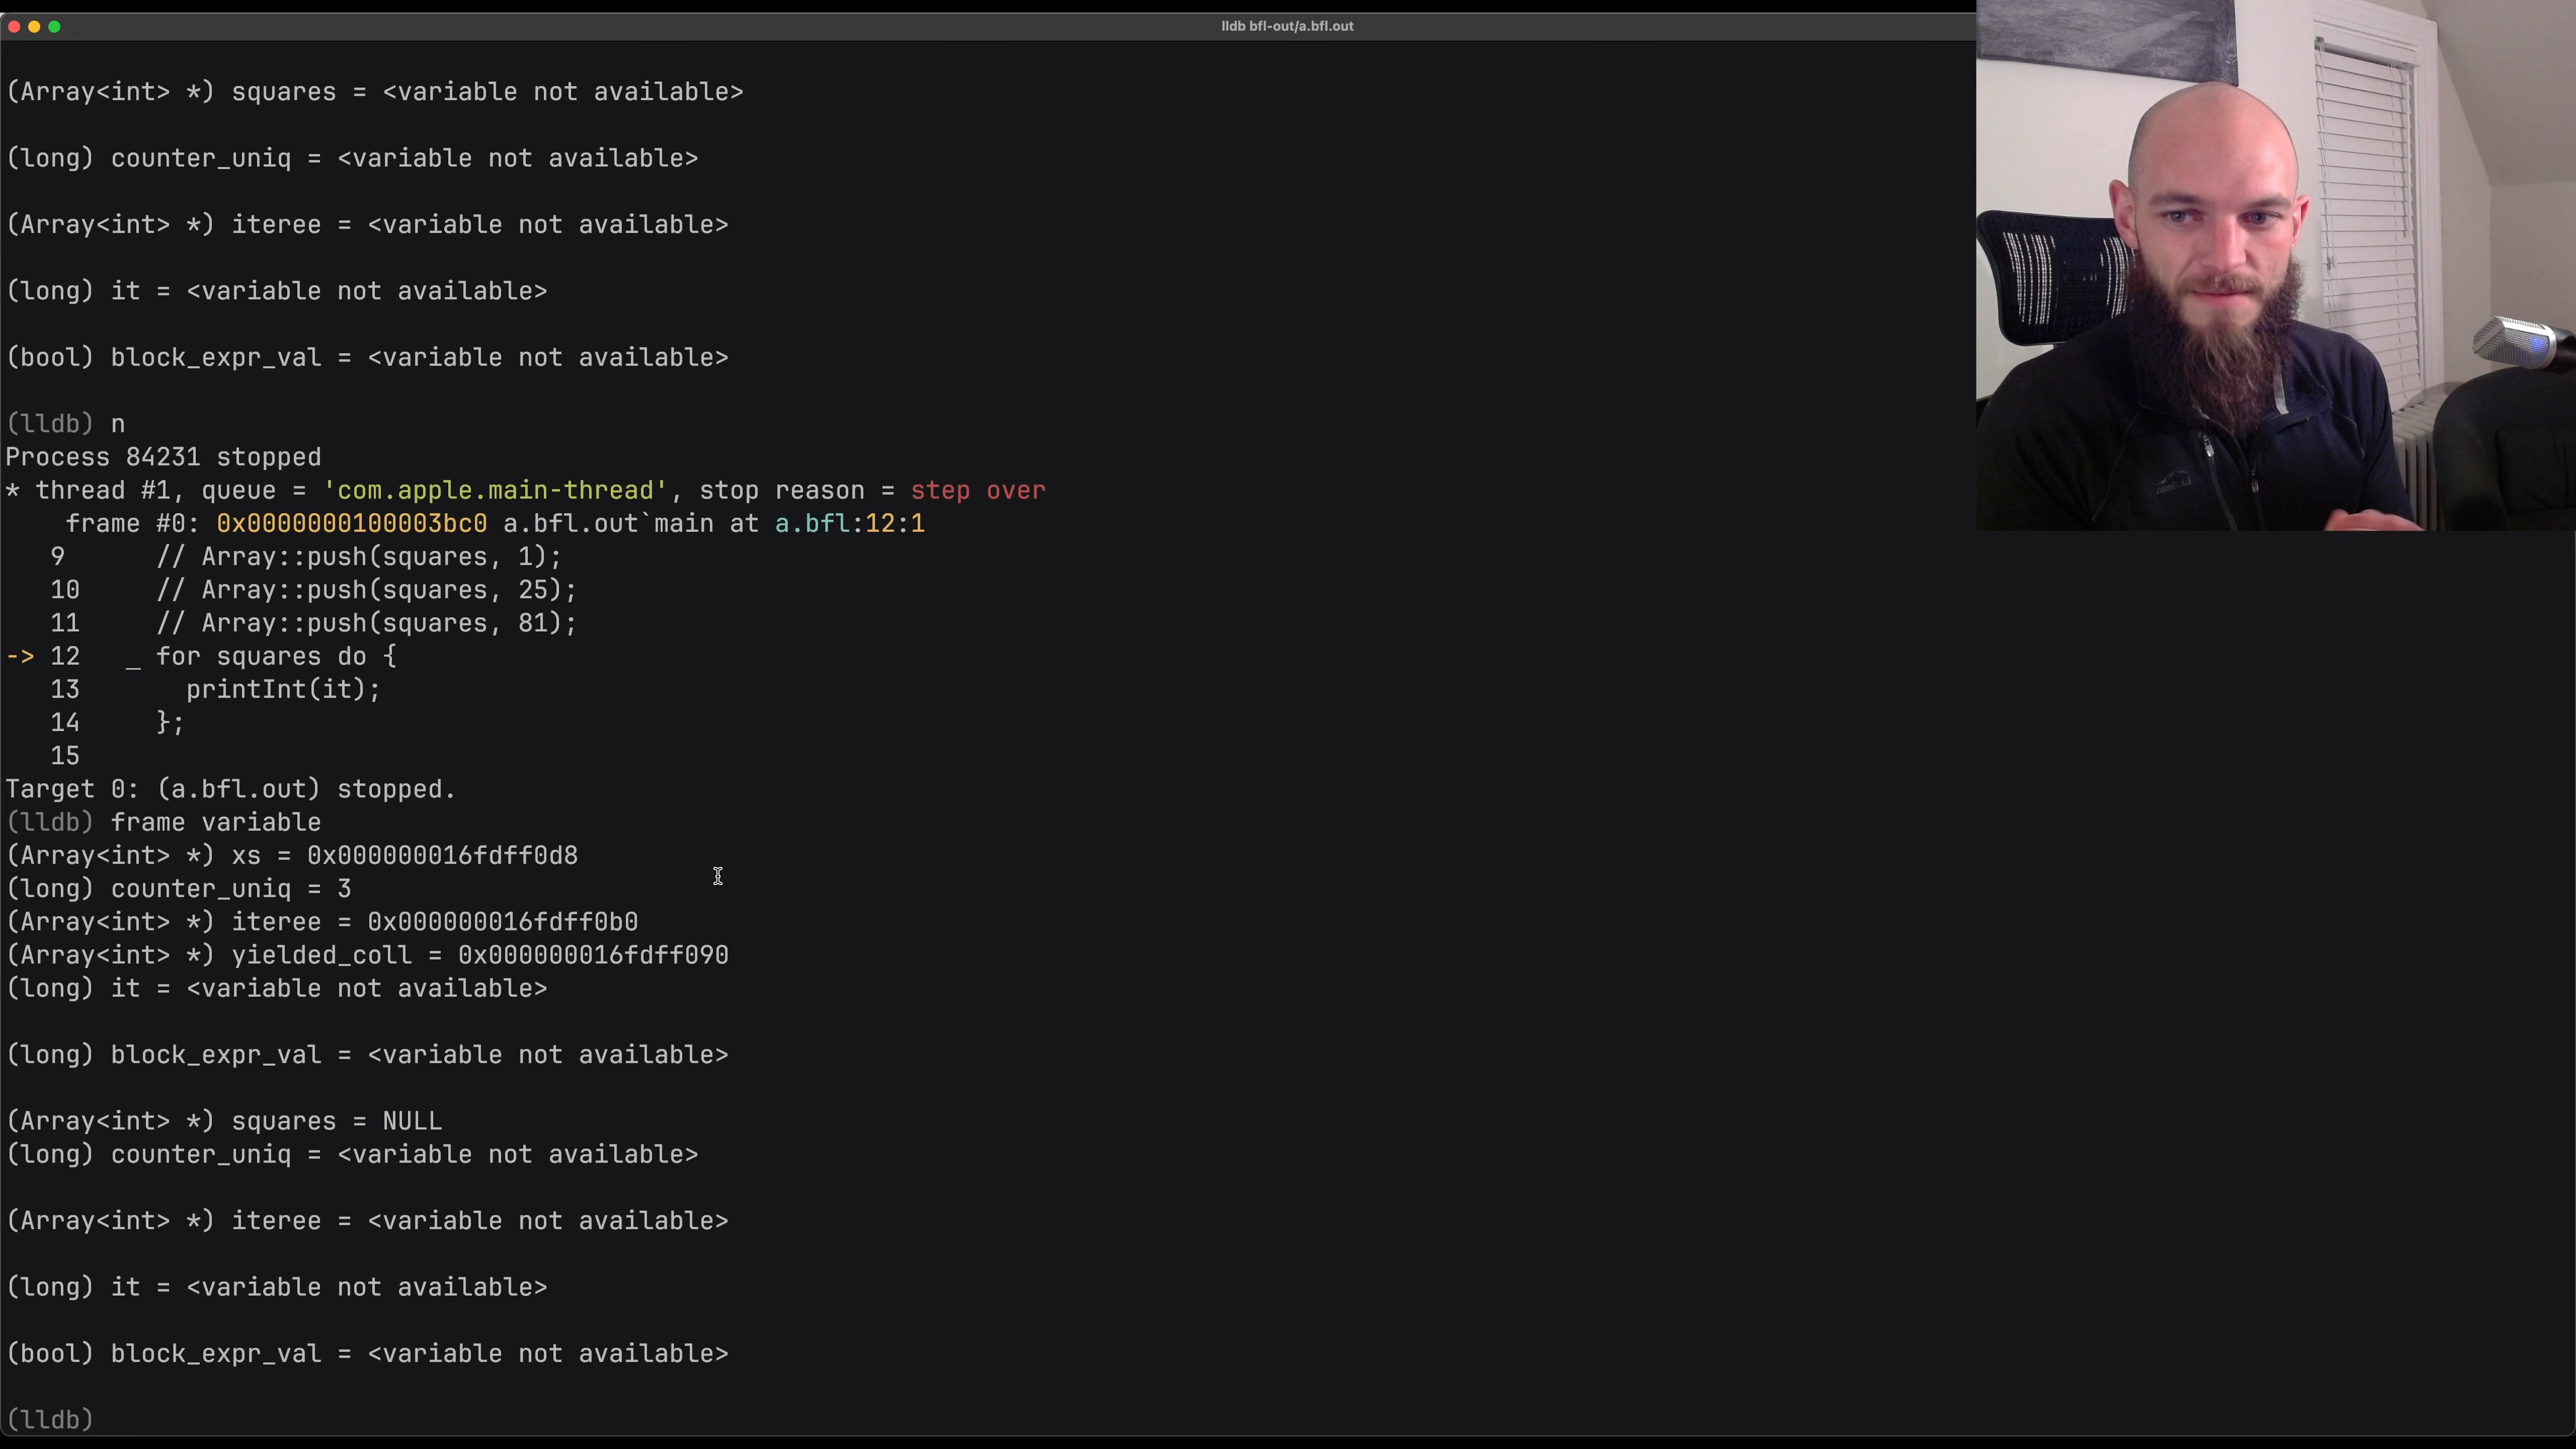 lldb bfl-out/a.bfl.out
(Array<int> *) squares = <variable not available>
(long) counter_uniq = <variable not available>
(Array<int> *) iteree = <variable not available>
(long) it = <variable not available>
(bool) block_expr_val = <variable not available>
(lldb) n
Process 84231 stopped
* thread #1, queue = 'com.apple.main-thread', stop reason = step over
frame #0: 0x0000000100003bc0 a.bfl.out`main at a.bfl:12:1
9 // Array::push(squares, 1);
10 // Array::push(squares, 25);
11 // Array::push(squares, 81);
-> 12 _ for squares do {
13 printInt(it);
14 };
15
Target 0: (a.bfl.out) stopped.
(lldb) frame variable
(Array<int> *) xs = 0x000000016fdff0d8
(long) counter_uniq = 3
(Array<int> *) iteree = 0x000000016fdff0b0
(Array<int> *) yielded_coll = 0x000000016fdff090
(long) it = <variable not available>
(long) block_expr_val = <variable not available>
(Array<int> *) squares = NULL
(long) counter_uniq = <variable not available>
(Array<int> *) iteree = <variable not available>
(long) it = <variable not available>
(bool) block_expr_val = <variable not available>
(lldb)